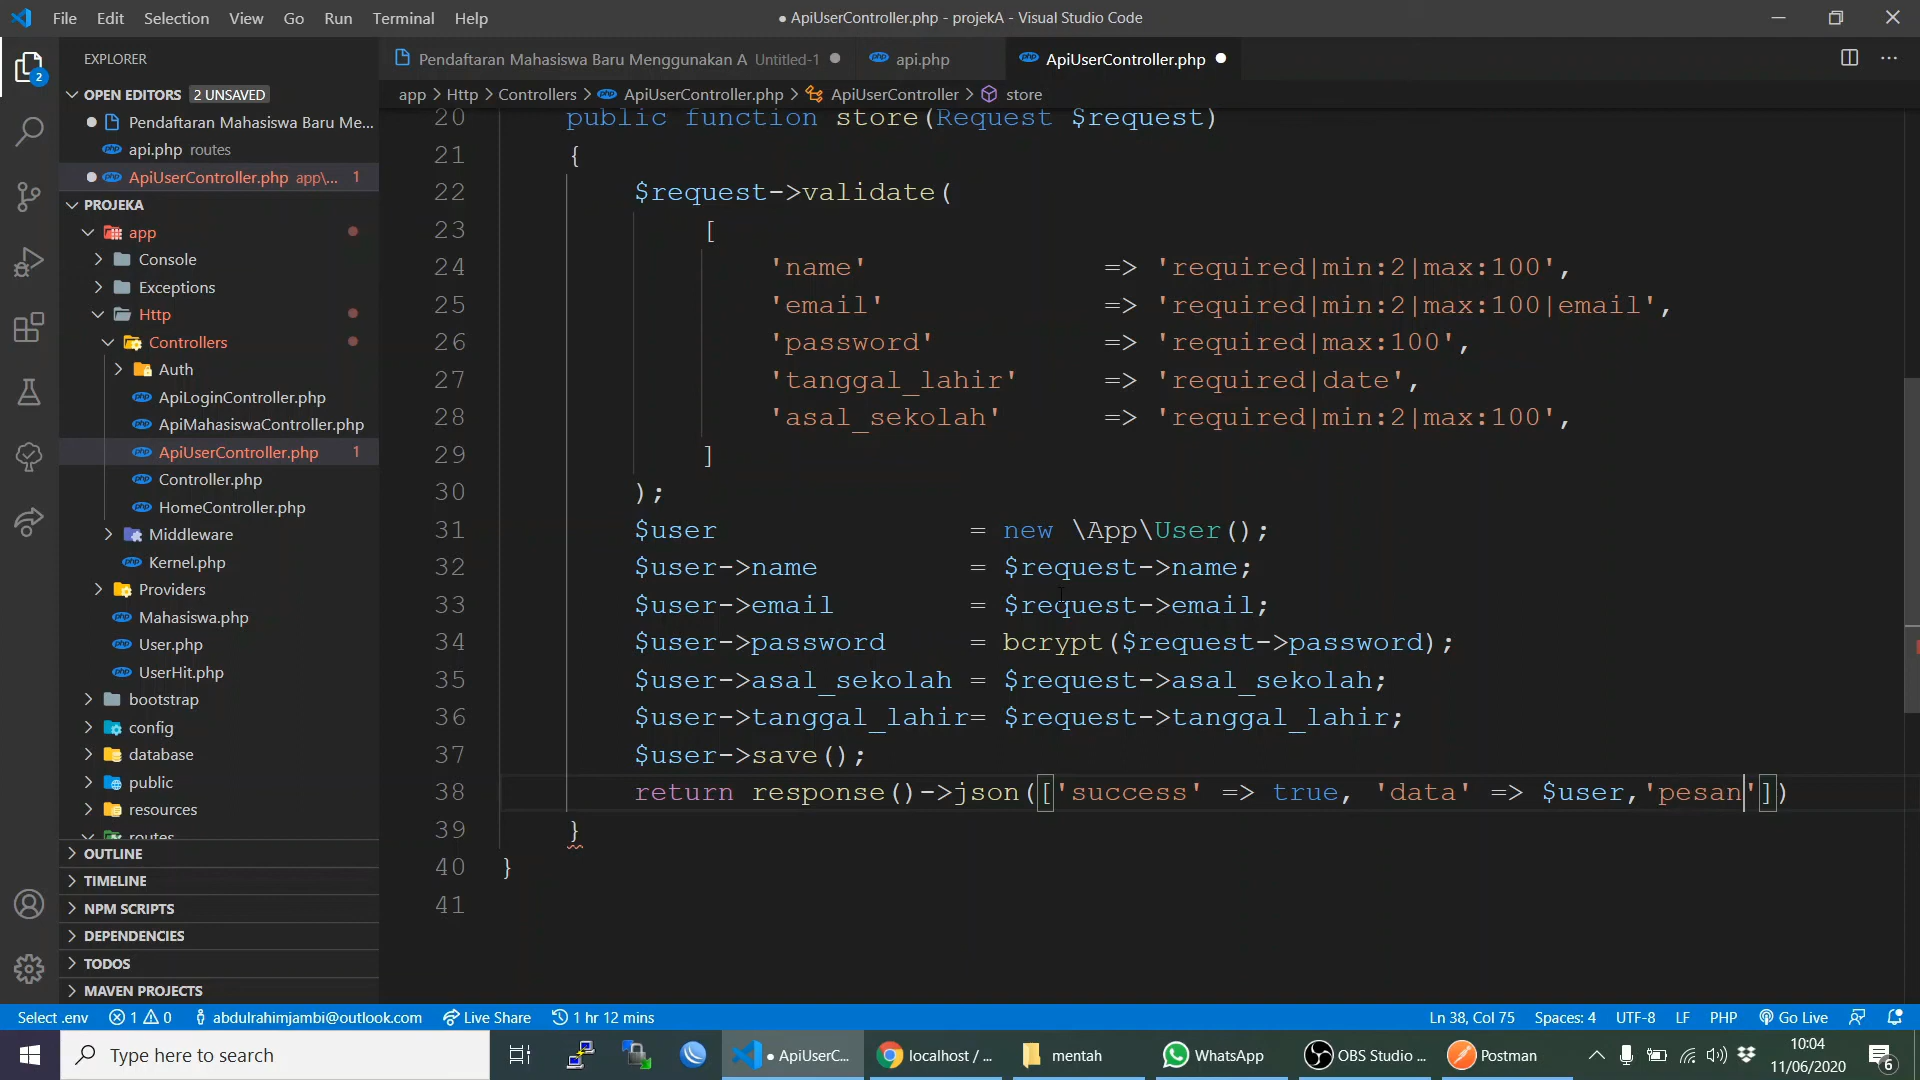 File Edit Selection View Go Run Terminal Help
● ApiUserController.php - projekA - Visual Studio Code
EXPLORER
OPEN EDITORS 2 UNSAVED
Pendaftaran Mahasiswa Baru Me...
api.php routes
ApiUserController.php app\... 1
PROJEKA
app
Console
Exceptions
Http
Controllers
Auth
ApiLoginController.php
ApiMahasiswaController.php
ApiUserController.php 1
Controller.php
HomeController.php
Middleware
Kernel.php
Providers
Mahasiswa.php
User.php
UserHit.php
bootstrap
config
database
public
resources
routes
OUTLINE
TIMELINE
NPM SCRIPTS
DEPENDENCIES
TODOS
MAVEN PROJECTS
2
Pendaftaran Mahasiswa Baru Menggunakan A Untitled-1
api.php
ApiUserController.php
app > Http > Controllers > ApiUserController.php > ApiUserController > store
20 public function store(Request $request)
21 {
22 $request->validate(
23 [
24 'name' => 'required|min:2|max:100',
25 'email' => 'required|min:2|max:100|email',
26 'password' => 'required|max:100',
27 'tanggal_lahir' => 'required|date',
28 'asal_sekolah' => 'required|min:2|max:100',
29 ]
30 );
31 $user = new \App\User();
32 $user->name = $request->name;
33 $user->email = $request->email;
34 $user->password = bcrypt($request->password);
35 $user->asal_sekolah = $request->asal_sekolah;
36 $user->tanggal_lahir= $request->tanggal_lahir;
37 $user->save();
38 return response()->json(['success' => true, 'data' => $user,'pesan'])
39 }
40 }
41
Select .env 1 0 abdulrahimjambi@outlook.com Live Share 1 hr 12 mins
Ln 38, Col 75 Spaces: 4 UTF-8 LF PHP Go Live
Type here to search
● ApiUserC...
localhost / ...
mentah
WhatsApp
OBS Studio ...
Postman
10:04
11/06/2020
6